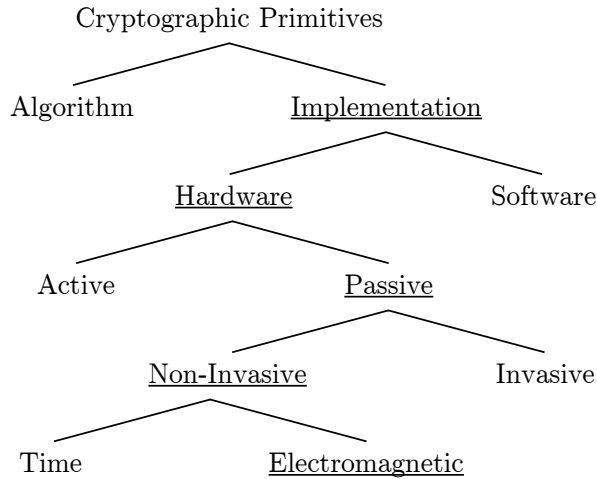 Cryptographic Primitives
Algorithm Implementation
Hardware Software
Active Passive
Non-Invasive Invasive
Time Electromagnetic